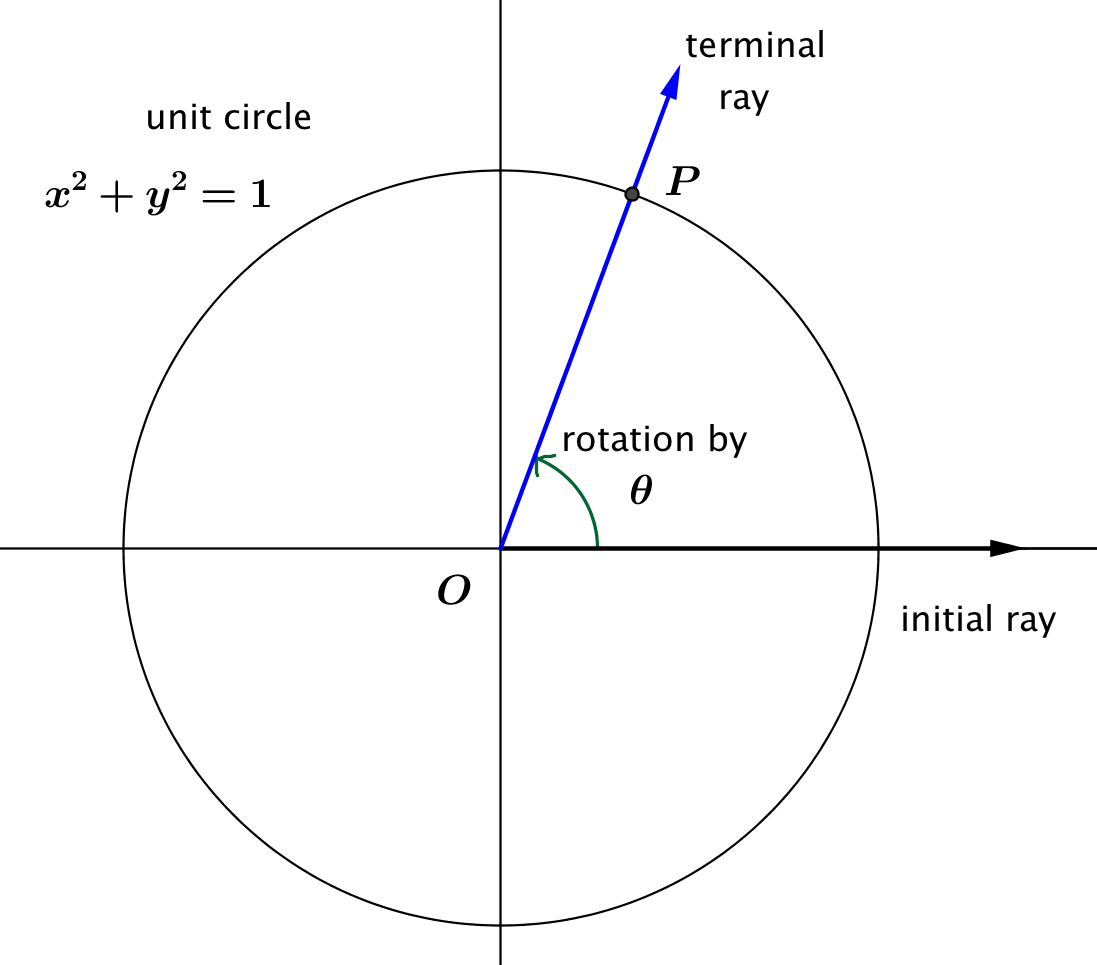 terminal
ray
unit circle
x² + y² = 1
P
rotation by
θ
O
initial ray